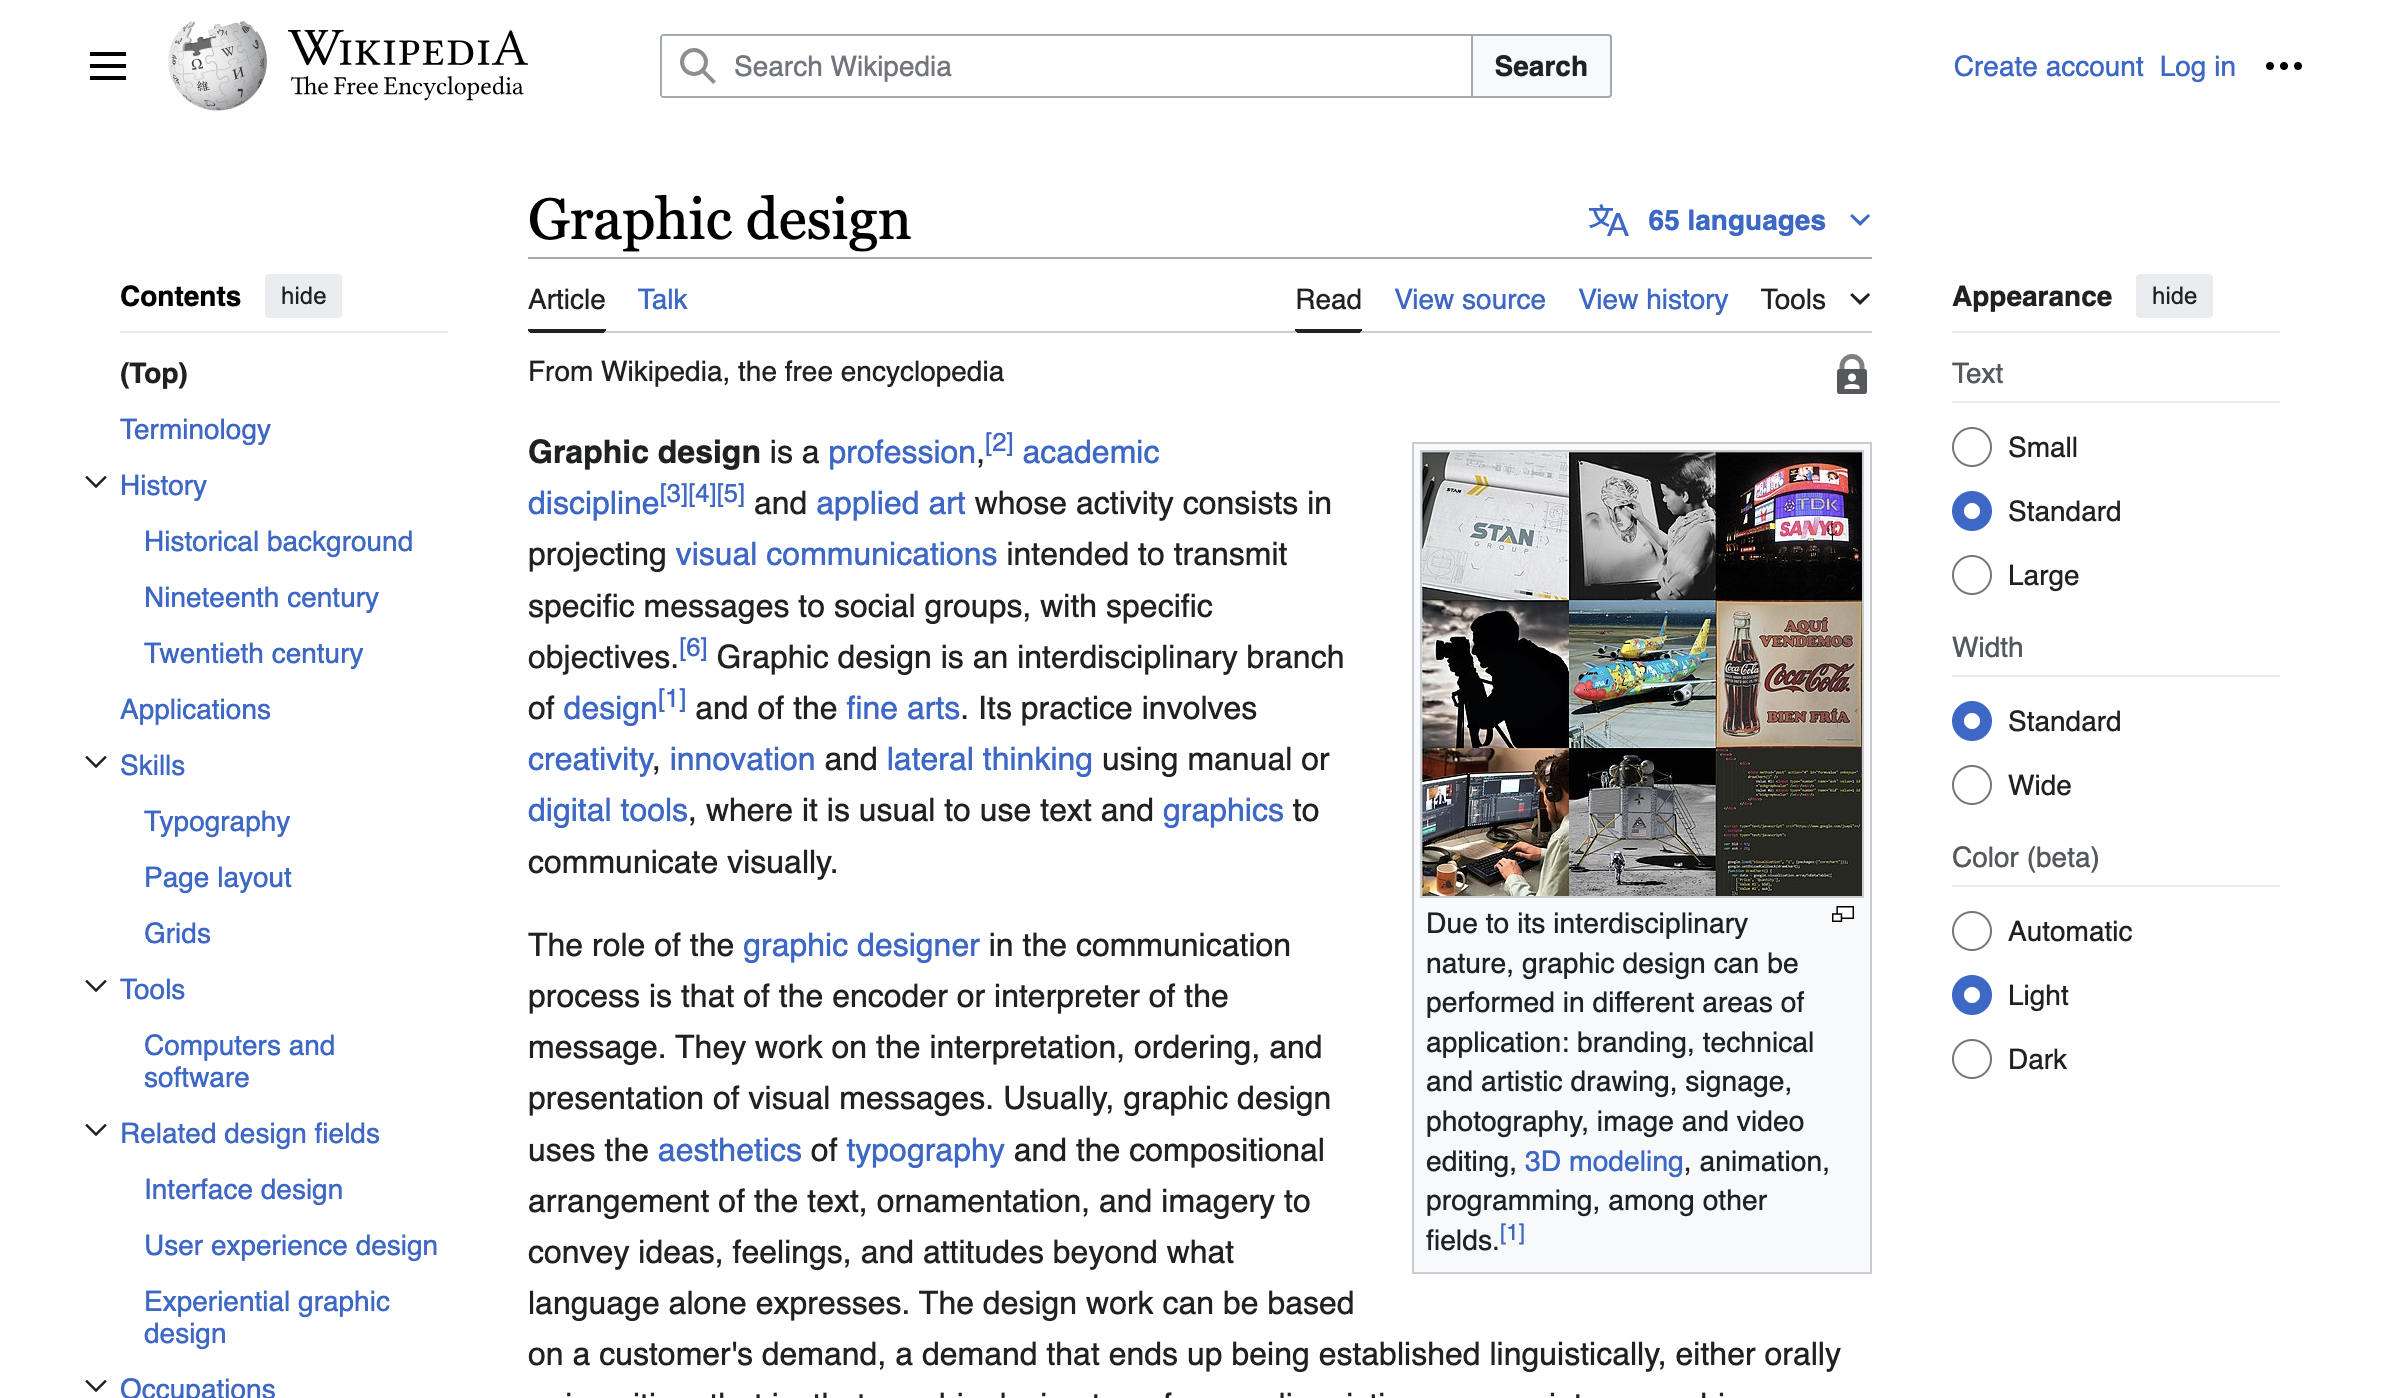 WIKIPEDIA
The Free Encyclopedia
Search Wikipedia
Search
Create account Log in
Graphic design
65 languages
Contents hide
(Top)
Terminology
History
Historical background
Nineteenth century
Twentieth century
Applications
Skills
Typography
Page layout
Grids
Tools
Computers and
software
Related design fields
Interface design
User experience design
Experiential graphic
design
Occupations
Article Talk
Read View source View history Tools
From Wikipedia, the free encyclopedia
Graphic design is a profession,[2] academic
discipline[3][4][5] and applied art whose activity consists in
projecting visual communications intended to transmit
specific messages to social groups, with specific
objectives.[6] Graphic design is an interdisciplinary branch
of design[1] and of the fine arts. Its practice involves
creativity, innovation and lateral thinking using manual or
digital tools, where it is usual to use text and graphics to
communicate visually.
The role of the graphic designer in the communication
process is that of the encoder or interpreter of the
message. They work on the interpretation, ordering, and
presentation of visual messages. Usually, graphic design
uses the aesthetics of typography and the compositional
arrangement of the text, ornamentation, and imagery to
convey ideas, feelings, and attitudes beyond what
language alone expresses. The design work can be based
on a customer's demand, a demand that ends up being established linguistically, either orally
STAN
STAN
GROUP
TDK
SANYO
AQUÍ
VENDEMOS
Coca-Cola
Coca-Cola.
BIEN FRÍA
Due to its interdisciplinary
nature, graphic design can be
performed in different areas of
application: branding, technical
and artistic drawing, signage,
photography, image and video
editing, 3D modeling, animation,
programming, among other
fields.[1]
Appearance hide
Text
Small
Standard
Large
Width
Standard
Wide
Color (beta)
Automatic
Light
Dark